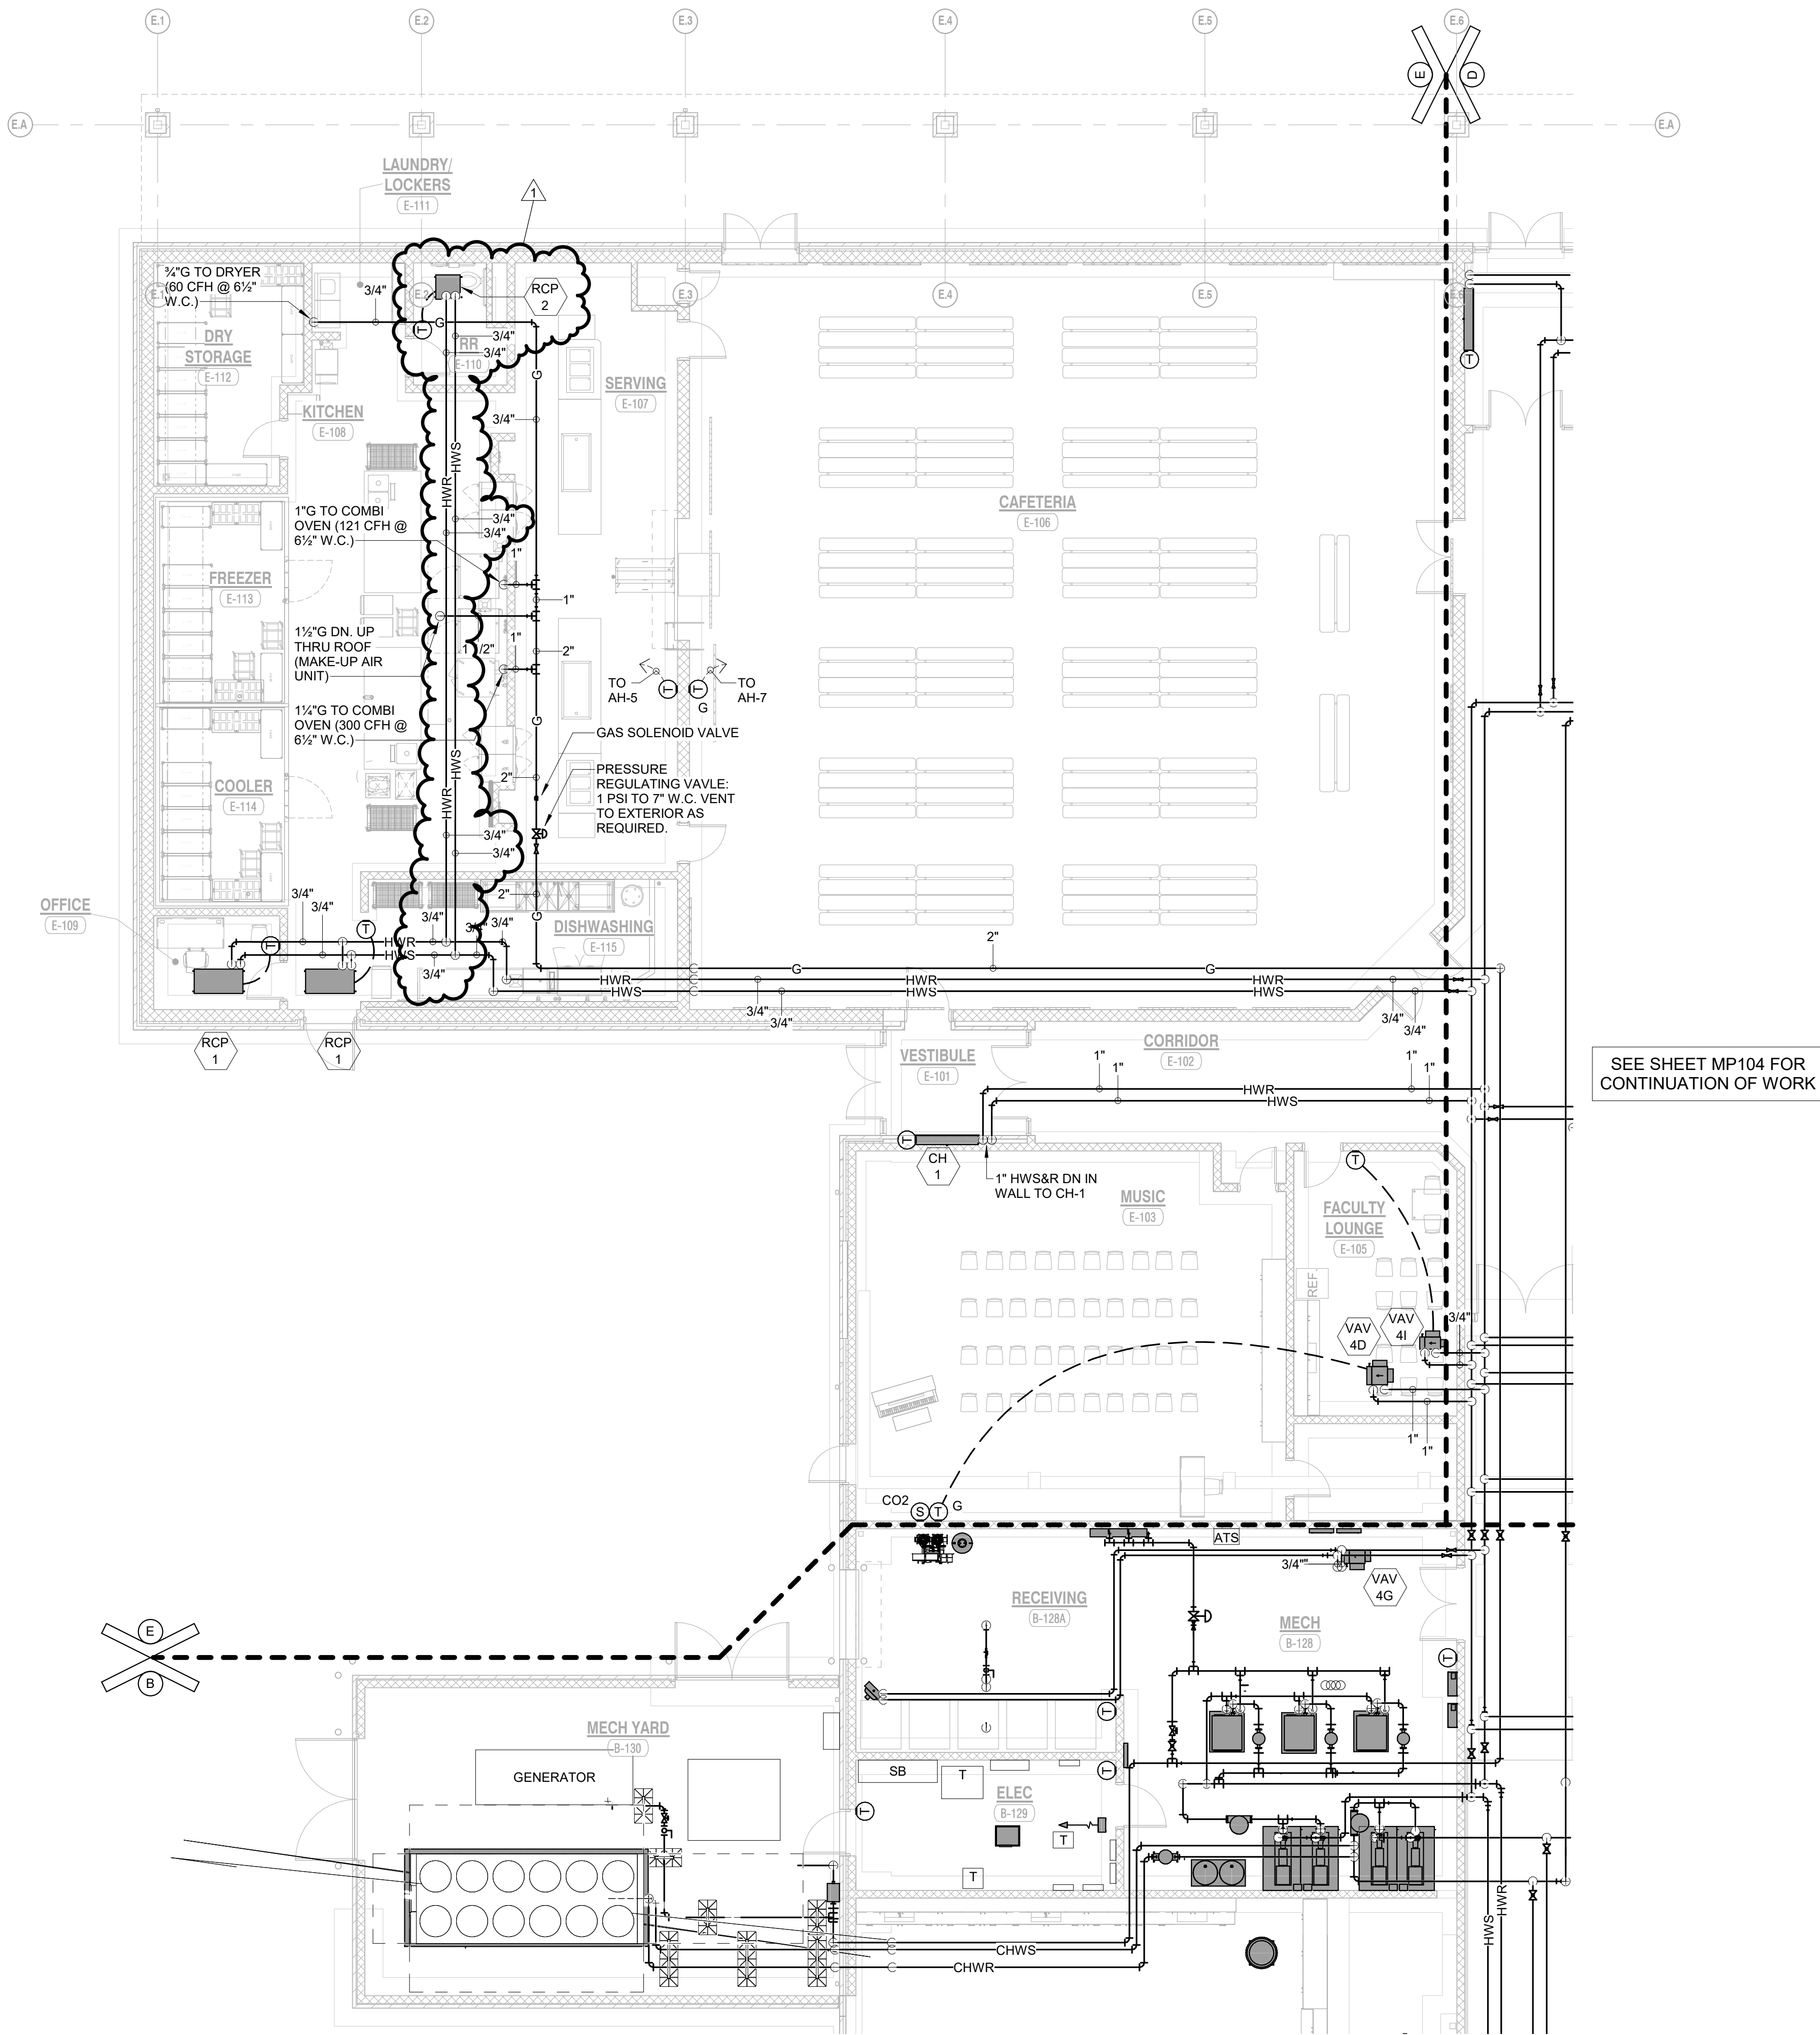 E.1
E.2
E.3
E.4
E.5
E.6
E
D
E.A
E.A
LAUNDRY/
LOCKERS
E-111
1
¾"G TO DRYER
(60 CFH @ 6½"
W.C.)
3/4"
E.1
E.2
E.3
E.4
E.5
RCP
2
T
G
3/4"
3/4"
RR
E-110
DRY
STORAGE
E-112
G
SERVING
E-107
T
KITCHEN
E-108
3/4"
HWS
HWR
CAFETERIA
E-106
1"G TO COMBI
OVEN (121 CFH @
6½" W.C.)
3/4"
3/4"
1"
FREEZER
E-113
1"
1½"G DN. UP
THRU ROOF
(MAKE-UP AIR
UNIT)
1"
2"
TO
AH-5
T
T
G
TO
AH-7
1¼"G TO COMBI
OVEN (300 CFH @
6½" W.C.)
G
GAS SOLENOID VALVE
HWS
HWR
2"
PRESSURE
REGULATING VAVLE:
1 PSI TO 7" W.C. VENT
TO EXTERIOR AS
REQUIRED.
COOLER
E-114
3/4"
3/4"
OFFICE
E-109
3/4"
3/4"
2"
G
3/4"
3/4"
3/4"
DISHWASHING
E-115
T
T
HWR
HWS
3/4"
2"
G
G
HWR
HWR
HWR
HWS
HWS
HWS
3/4"
3/4"
3/4"
3/4"
RCP
1
RCP
1
VESTIBULE
E-101
CORRIDOR
E-102
1"
1"
1"
1"
HWR
HWS
SEE SHEET MP104 FOR
CONTINUATION OF WORK
T
CH
1
1" HWS&R DN IN
WALL TO CH-1
T
MUSIC
E-103
FACULTY
LOUNGE
E-105
REF.
VAV
4D
VAV
4I
3/4"
1"
1"
CO2
S
T
G
ATS
3/4"
VAV
4G
RECEIVING
B-128A
MECH
B-128
E
B
T
T
MECH YARD
B-130
GENERATOR
SB
T
T
ELEC
B-129
T
T
T
HWS
HWR
CHWS
CHWR